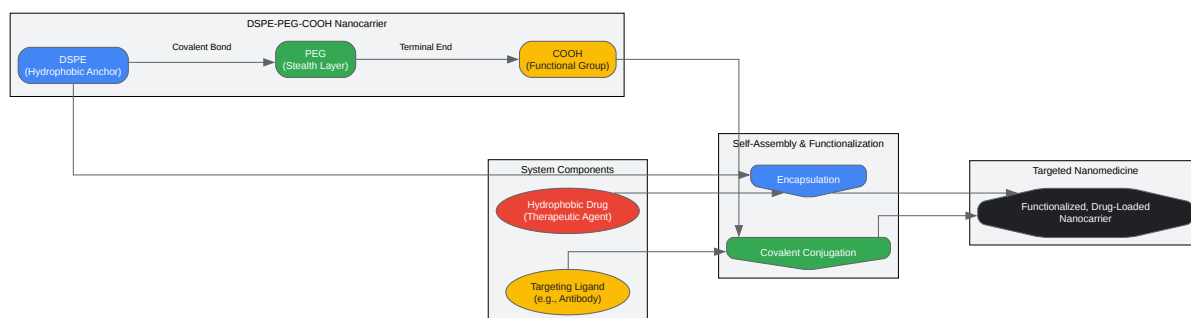 DSPE-PEG-COOH Nanocarrier
DSPE
(Hydrophobic Anchor)
Covalent Bond
PEG
(Stealth Layer)
Terminal End
COOH
(Functional Group)
Self-Assembly & Functionalization
Encapsulation
Covalent Conjugation
System Components
Hydrophobic Drug
(Therapeutic Agent)
Targeting Ligand
(e.g., Antibody)
Targeted Nanomedicine
Functionalized, Drug-Loaded
Nanocarrier